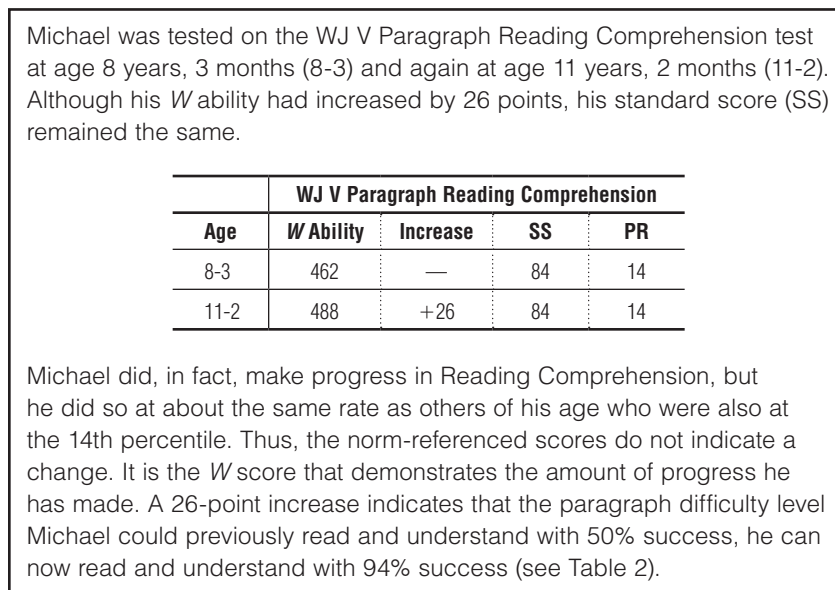 Michael was tested on the WJ V Paragraph Reading Comprehension test
at age 8 years, 3 months (8-3) and again at age 11 years, 2 months (11-2).
Although his W ability had increased by 26 points, his standard score (SS)
remained the same.
WJ V Paragraph Reading Comprehension
Age W Ability Increase SS PR
8-3 462 — 84 14
11-2 488 +26 84 14
Michael did, in fact, make progress in Reading Comprehension, but
he did so at about the same rate as others of his age who were also at
the 14th percentile. Thus, the norm-referenced scores do not indicate a
change. It is the W score that demonstrates the amount of progress he
has made. A 26-point increase indicates that the paragraph difficulty level
Michael could previously read and understand with 50% success, he can
now read and understand with 94% success (see Table 2).